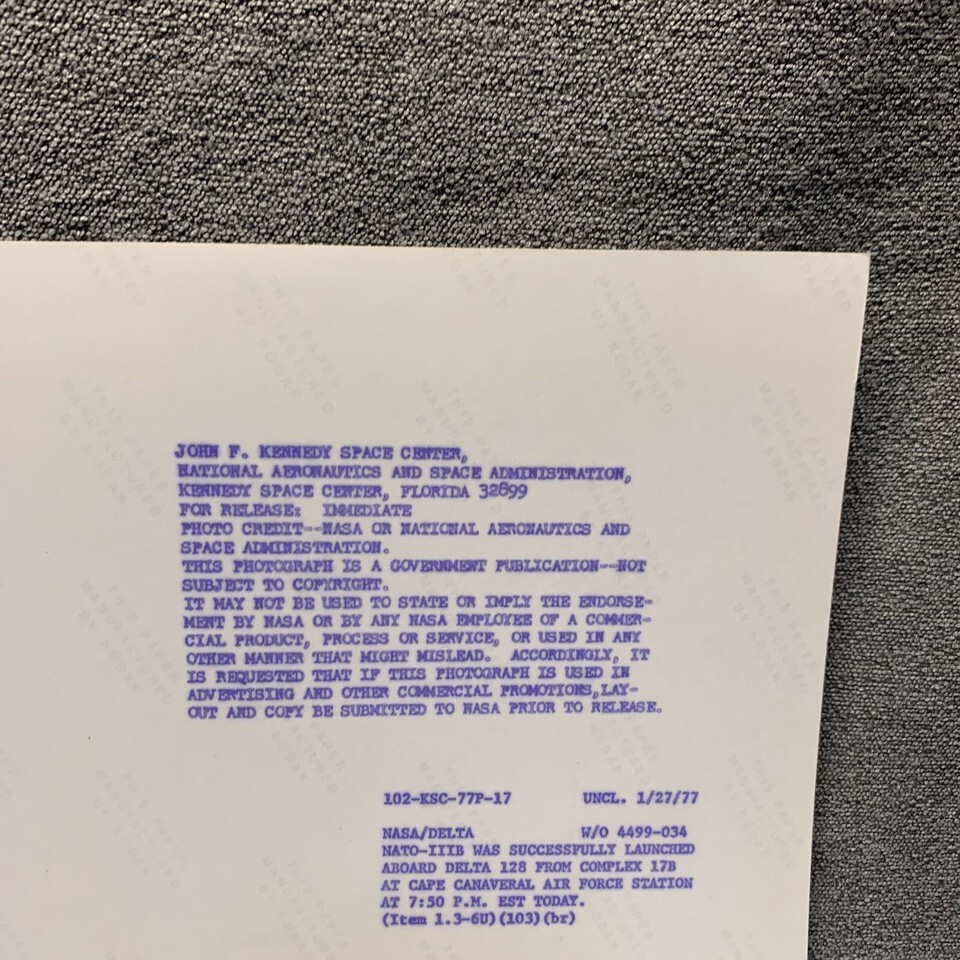 JOHN F. KENNEDY SPACE CENTER,
NATIONAL AERONAUTICS AND SPACE ADMINISTRATION,
KENNEDY SPACE CENTER, FLORIDA 32899
FOR RELEASE: IMMEDIATE
PHOTO CREDIT--NASA OR NATIONAL AERONAUTICS AND
SPACE ADMINISTRATION.
THIS PHOTOGRAPH IS A GOVERNMENT PUBLICATION--NOT
SUBJECT TO COPYRIGHT.
IT MAY NOT BE USED TO STATE OR IMPLY THE ENDORSE-
MENT BY NASA OR BY ANY NASA EMPLOYEE OF A COMMER-
CIAL PRODUCT, PROCESS OR SERVICE, OR USED IN ANY
OTHER MANNER THAT MIGHT MISLEAD. ACCORDINGLY, IT
IS REQUESTED THAT IF THIS PHOTOGRAPH IS USED IN
ADVERTISING AND OTHER COMMERCIAL PROMOTIONS,LAY-
OUT AND COPY BE SUBMITTED TO NASA PRIOR TO RELEASE.
102-KSC-77P-17 UNCL. 1/27/77
NASA/DELTA W/O 4499-034
NATO-IIIB WAS SUCCESSFULLY LAUNCHED
ABOARD DELTA 128 FROM COMPLEX 17B
AT CAPE CANAVERAL AIR FORCE STATION
AT 7:50 P.M. EST TODAY.
(Item 1.3-6U)(103)(br)
THIS PAPER
MANUFACTURED
BY KODAK